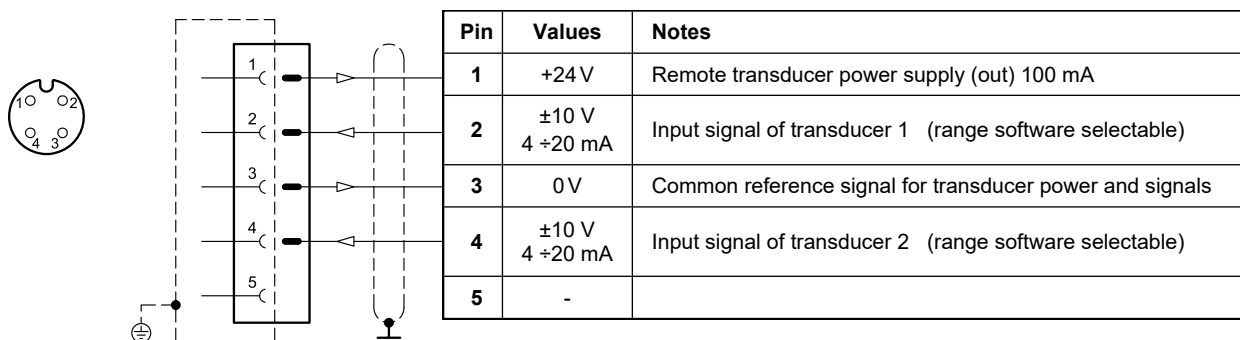 Pin Values Notes
1 +24 V Remote transducer power supply (out) 100 mA
2 ±10 V
4 ÷20 mA Input signal of transducer 1 (range software selectable)
3 0 V Common reference signal for transducer power and signals
4 ±10 V
4 ÷20 mA Input signal of transducer 2 (range software selectable)
5 -
1
2
3
4
5
1 2
4 3